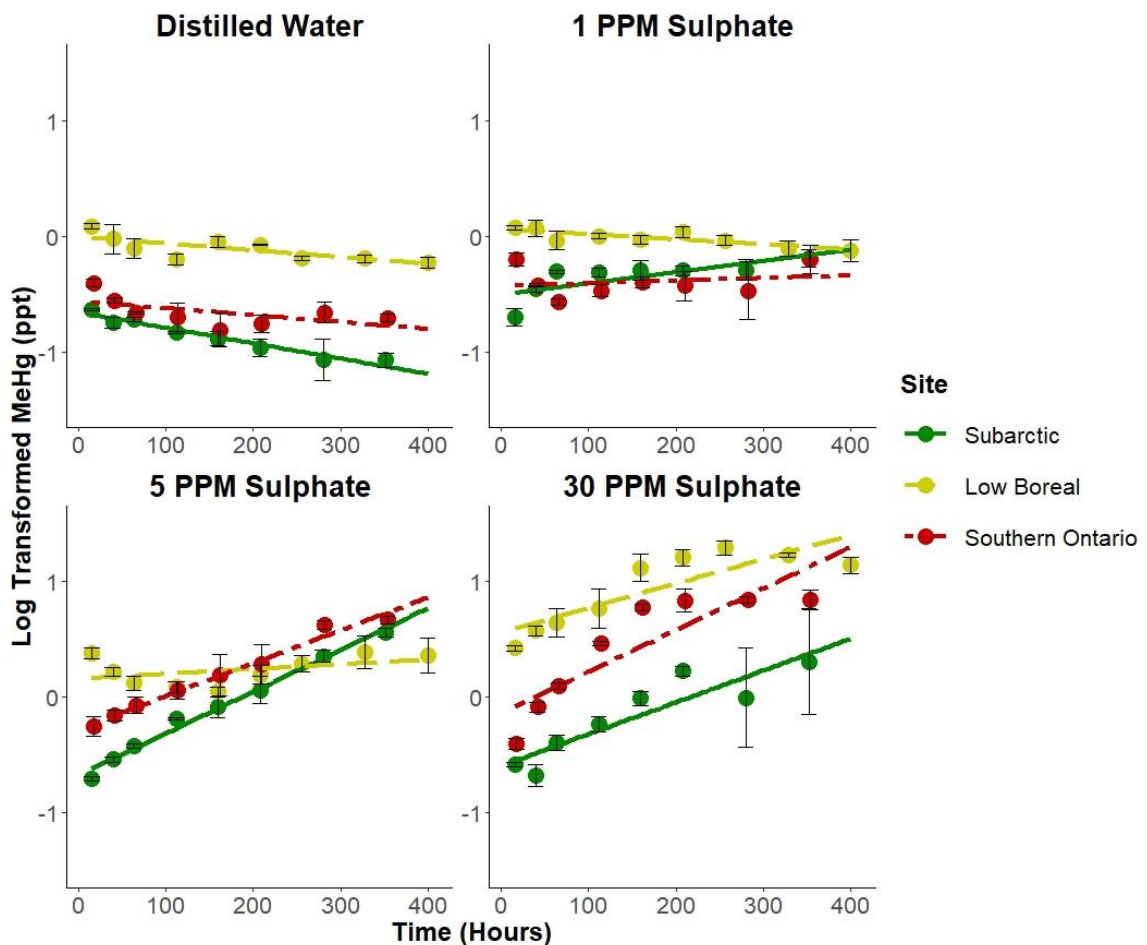 Distilled Water
1 PPM Sulphate
1
0
-1
1
0
-1
0 100 200 300 400
0 100 200 300 400
5 PPM Sulphate
30 PPM Sulphate
1
0
-1
1
0
-1
0 100 200 300 400
0 100 200 300 400
Log Transformed MeHg (ppt)
Time (Hours)
Site
Subarctic
Low Boreal
Southern Ontario